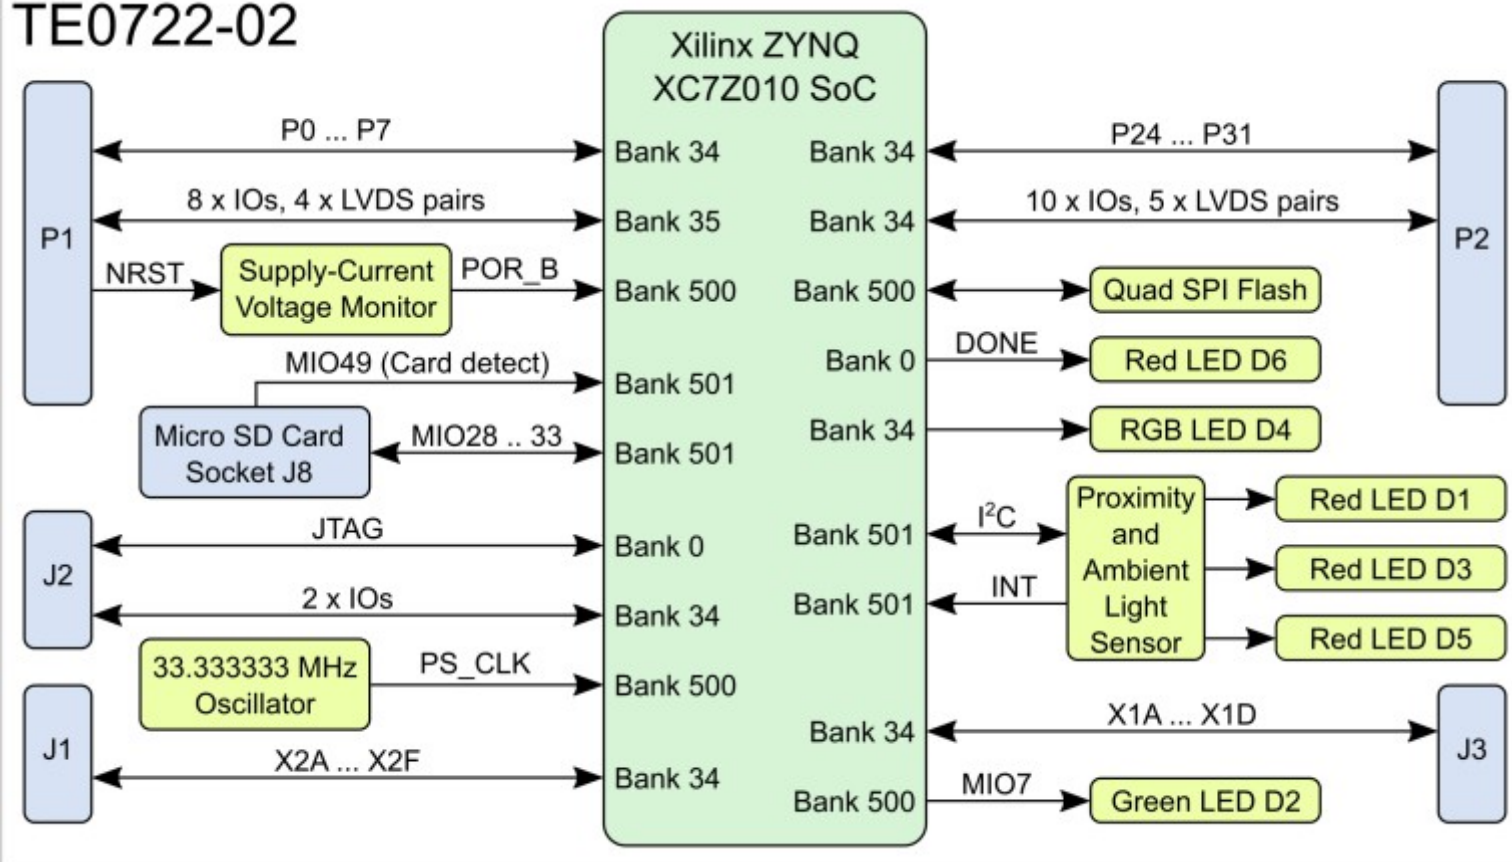 TE0722-02
Xilinx ZYNQ
XC7Z010 SoC
P1
P0 ... P7
Bank 34
8 x IOs, 4 x LVDS pairs
Bank 35
NRST
Supply-Current
Voltage Monitor
POR_B
Bank 500
MIO49 (Card detect)
Bank 501
Micro SD Card
Socket J8
MIO28 .. 33
Bank 501
J2
JTAG
Bank 0
2 x IOs
Bank 34
33.333333 MHz
Oscillator
PS_CLK
Bank 500
J1
X2A ... X2F
Bank 34
Bank 34
P24 ... P31
P2
Bank 34
10 x IOs, 5 x LVDS pairs
Bank 500
Quad SPI Flash
Bank 0
DONE
Red LED D6
Bank 34
RGB LED D4
Bank 501
I²C
Bank 501
INT
Proximity
and
Ambient
Light
Sensor
Red LED D1
Red LED D3
Red LED D5
Bank 34
X1A ... X1D
J3
Bank 500
MIO7
Green LED D2